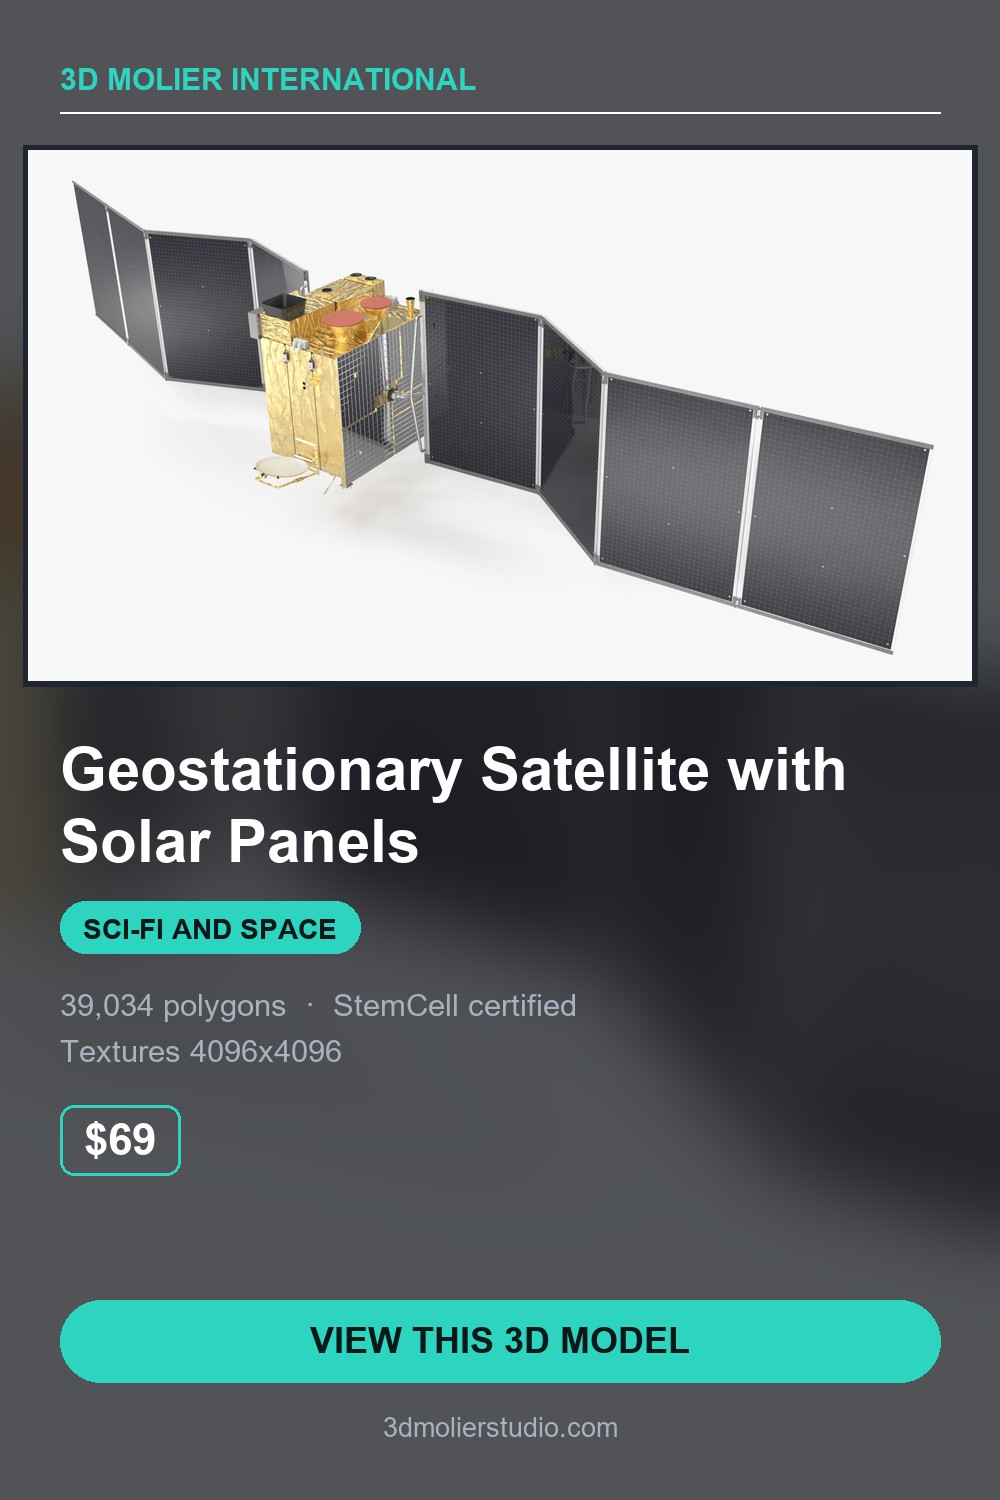 3D MOLIER INTERNATIONAL
Geostationary Satellite with
Solar Panels
SCI-FI AND SPACE
39,034 polygons · StemCell certified
Textures 4096x4096
$69
VIEW THIS 3D MODEL
3dmolierstudio.com